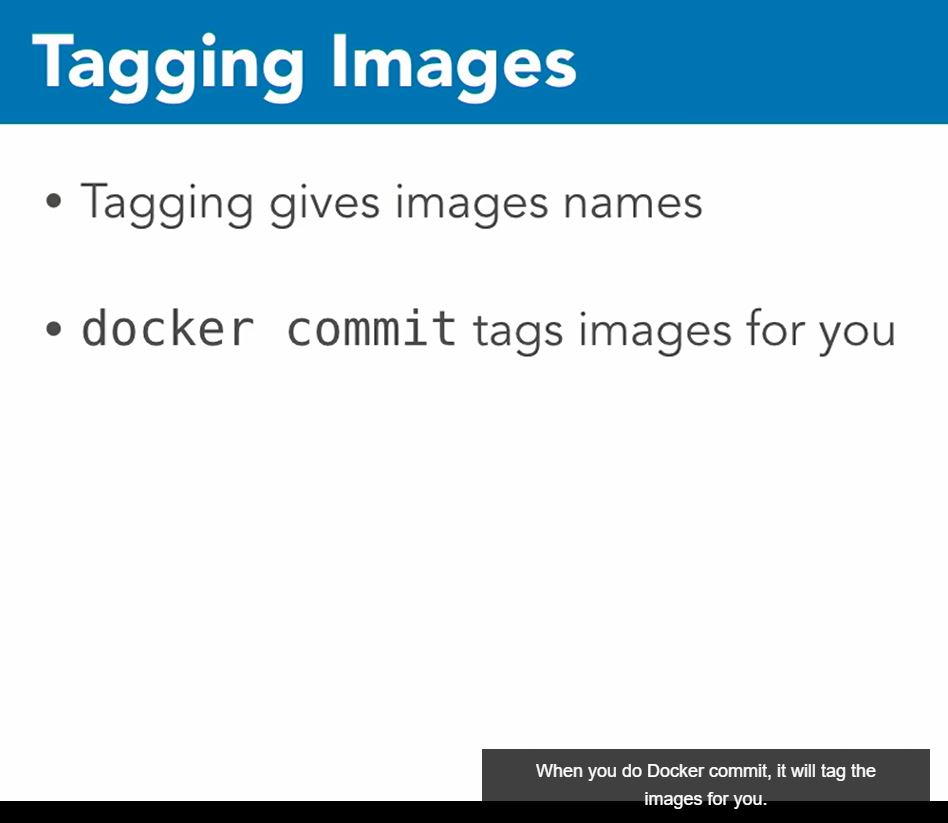 Tagging Images
• Tagging gives images names
• docker commit tags images for you
When you do Docker commit, it will tag the
images for you.